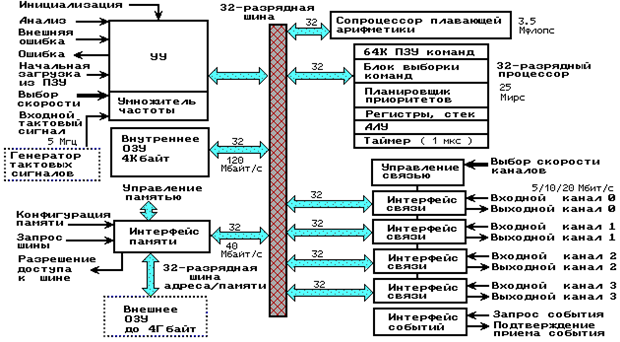 Инициализация
Анализ
Внешняя
ошибка
Ошибка
Начальная
загрузка
из ПЗУ
Выбор
скорости
Входной
тактовый
сигнал
5 Мгц
Генератор
тактовых
сигналов
УУ
Умножитель
частоты
Внутреннее
ОЗУ
4Кбайт
32
120
Мбайт/с
Управление
памятью
Конфигурация
памяти
Запрос
шины
Разрешение
доступа
к шине
Интерфейс
памяти
32
40
Мбайт/с
32-разрядная
шина
адреса/памяти
Внешнее
ОЗУ
до 4Гбайт
32-разрядная
шина
32
Сопроцессор плавающей
арифметики
3.5
Мфлопс
32
64К ПЗУ команд
Блок выборки
команд
Планировщик
приоритетов
Регистры, стек
АЛУ
Таймер ( 1 мкс )
32-разрядный
процессор
25
Мирс
Управление
связью
Выбор скорости
каналов
5/10/20 Мбит/с
32
Интерфейс
связи
Входной канал 0
Выходной канал 0
32
Интерфейс
связи
Входной канал 1
Выходной канал 1
32
Интерфейс
связи
Входной канал 2
Выходной канал 2
32
Интерфейс
связи
Входной канал 3
Выходной канал 3
Интерфейс
событий
Запрос события
Подтверждение
приема события